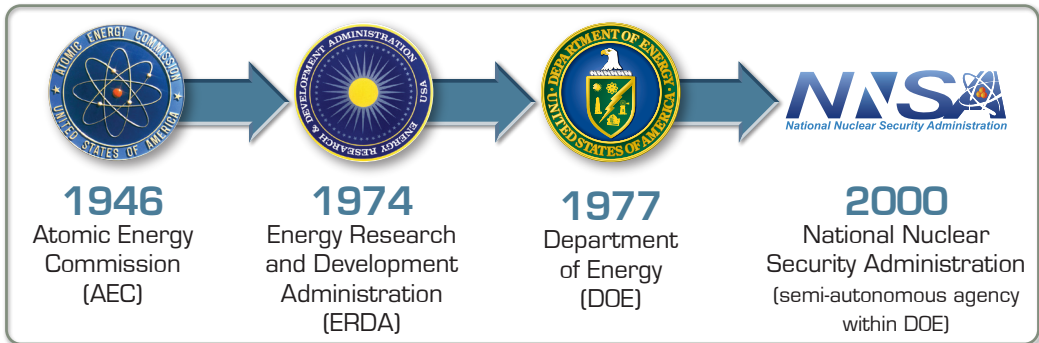 ATOMIC ENERGY COMMISSION
UNITED STATES OF AMERICA
ENERGY RESEARCH & DEVELOPMENT ADMINISTRATION
USA
DEPARTMENT OF ENERGY
UNITED STATES OF AMERICA
NNSA
National Nuclear Security Administration
1946
Atomic Energy
Commission
(AEC)
1974
Energy Research
and Development
Administration
(ERDA)
1977
Department
of Energy
(DOE)
2000
National Nuclear
Security Administration
(semi-autonomous agency
within DOE)